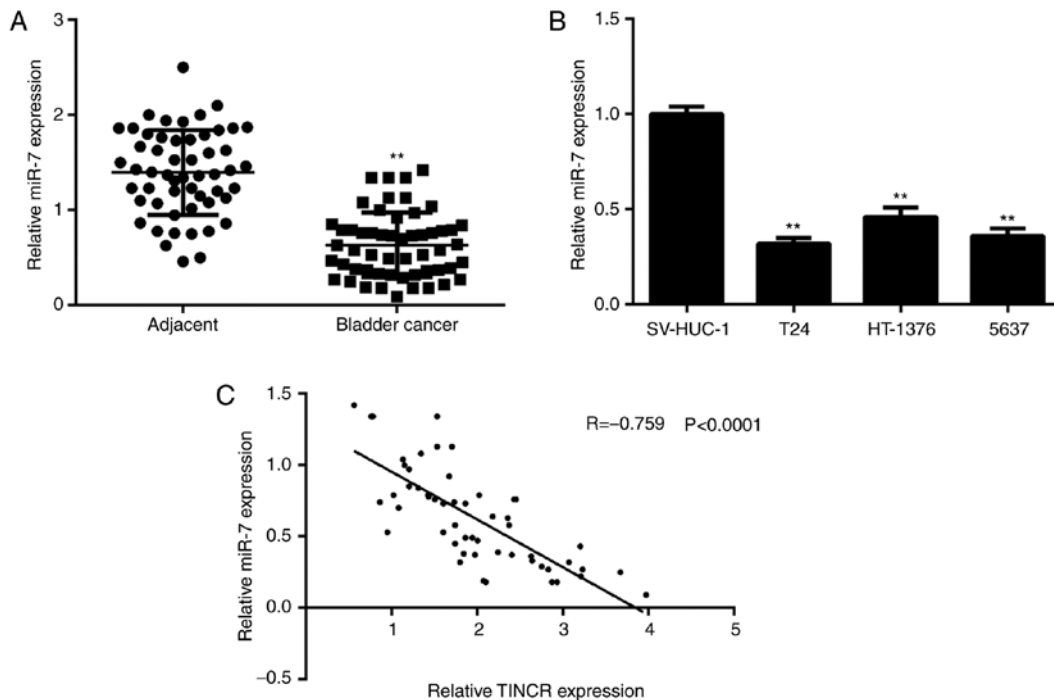 A
Relative miR-7 expression
3
2
1
0
**
Adjacent Bladder cancer
B
Relative miR-7 expression
1.5
1.0
0.5
0.0
** ** **
SV-HUC-1 T24 HT-1376 5637
C
Relative miR-7 expression
1.5
1.0
0.5
0.0
−0.5
R=−0.759 P<0.0001
1 2 3 4 5
Relative TINCR expression